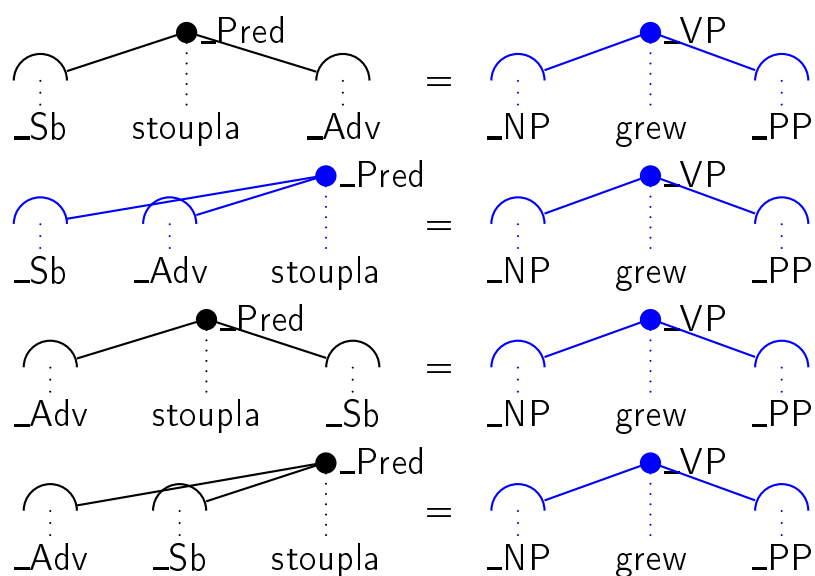 _Pred = _VP
_Sb stoupla _Adv _NP grew _PP
_Pred = _VP
_Sb _Adv stoupla _NP grew _PP
_Pred = _VP
_Adv stoupla _Sb _NP grew _PP
_Pred = _VP
_Adv _Sb stoupla _NP grew _PP